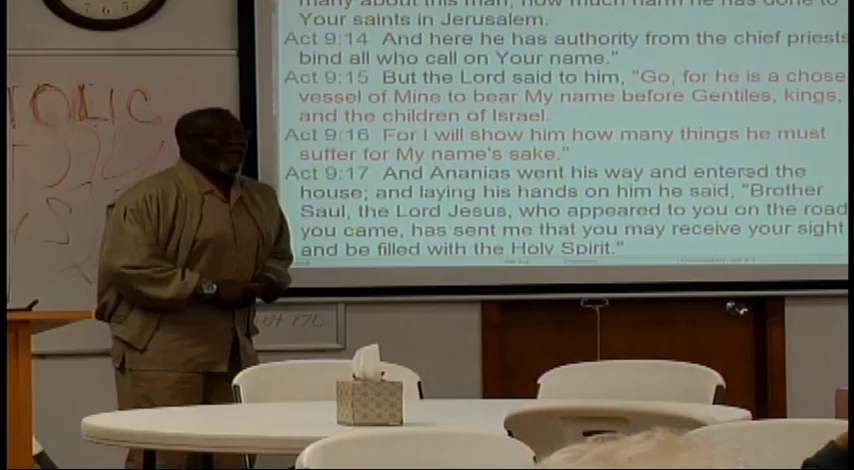 many about this man, how much harm he has done to
Your saints in Jerusalem.
Act 9:14 And here he has authority from the chief priests
bind all who call on Your name."
Act 9:15 But the Lord said to him, "Go, for he is a chose
vessel of Mine to bear My name before Gentiles, kings,
and the children of Israel.
Act 9:16 For I will show him how many things he must
suffer for My name's sake."
Act 9:17 And Ananias went his way and entered the
house; and laying his hands on him he said, "Brother
Saul, the Lord Jesus, who appeared to you on the road
you came, has sent me that you may receive your sight
and be filled with the Holy Spirit."
OLIC